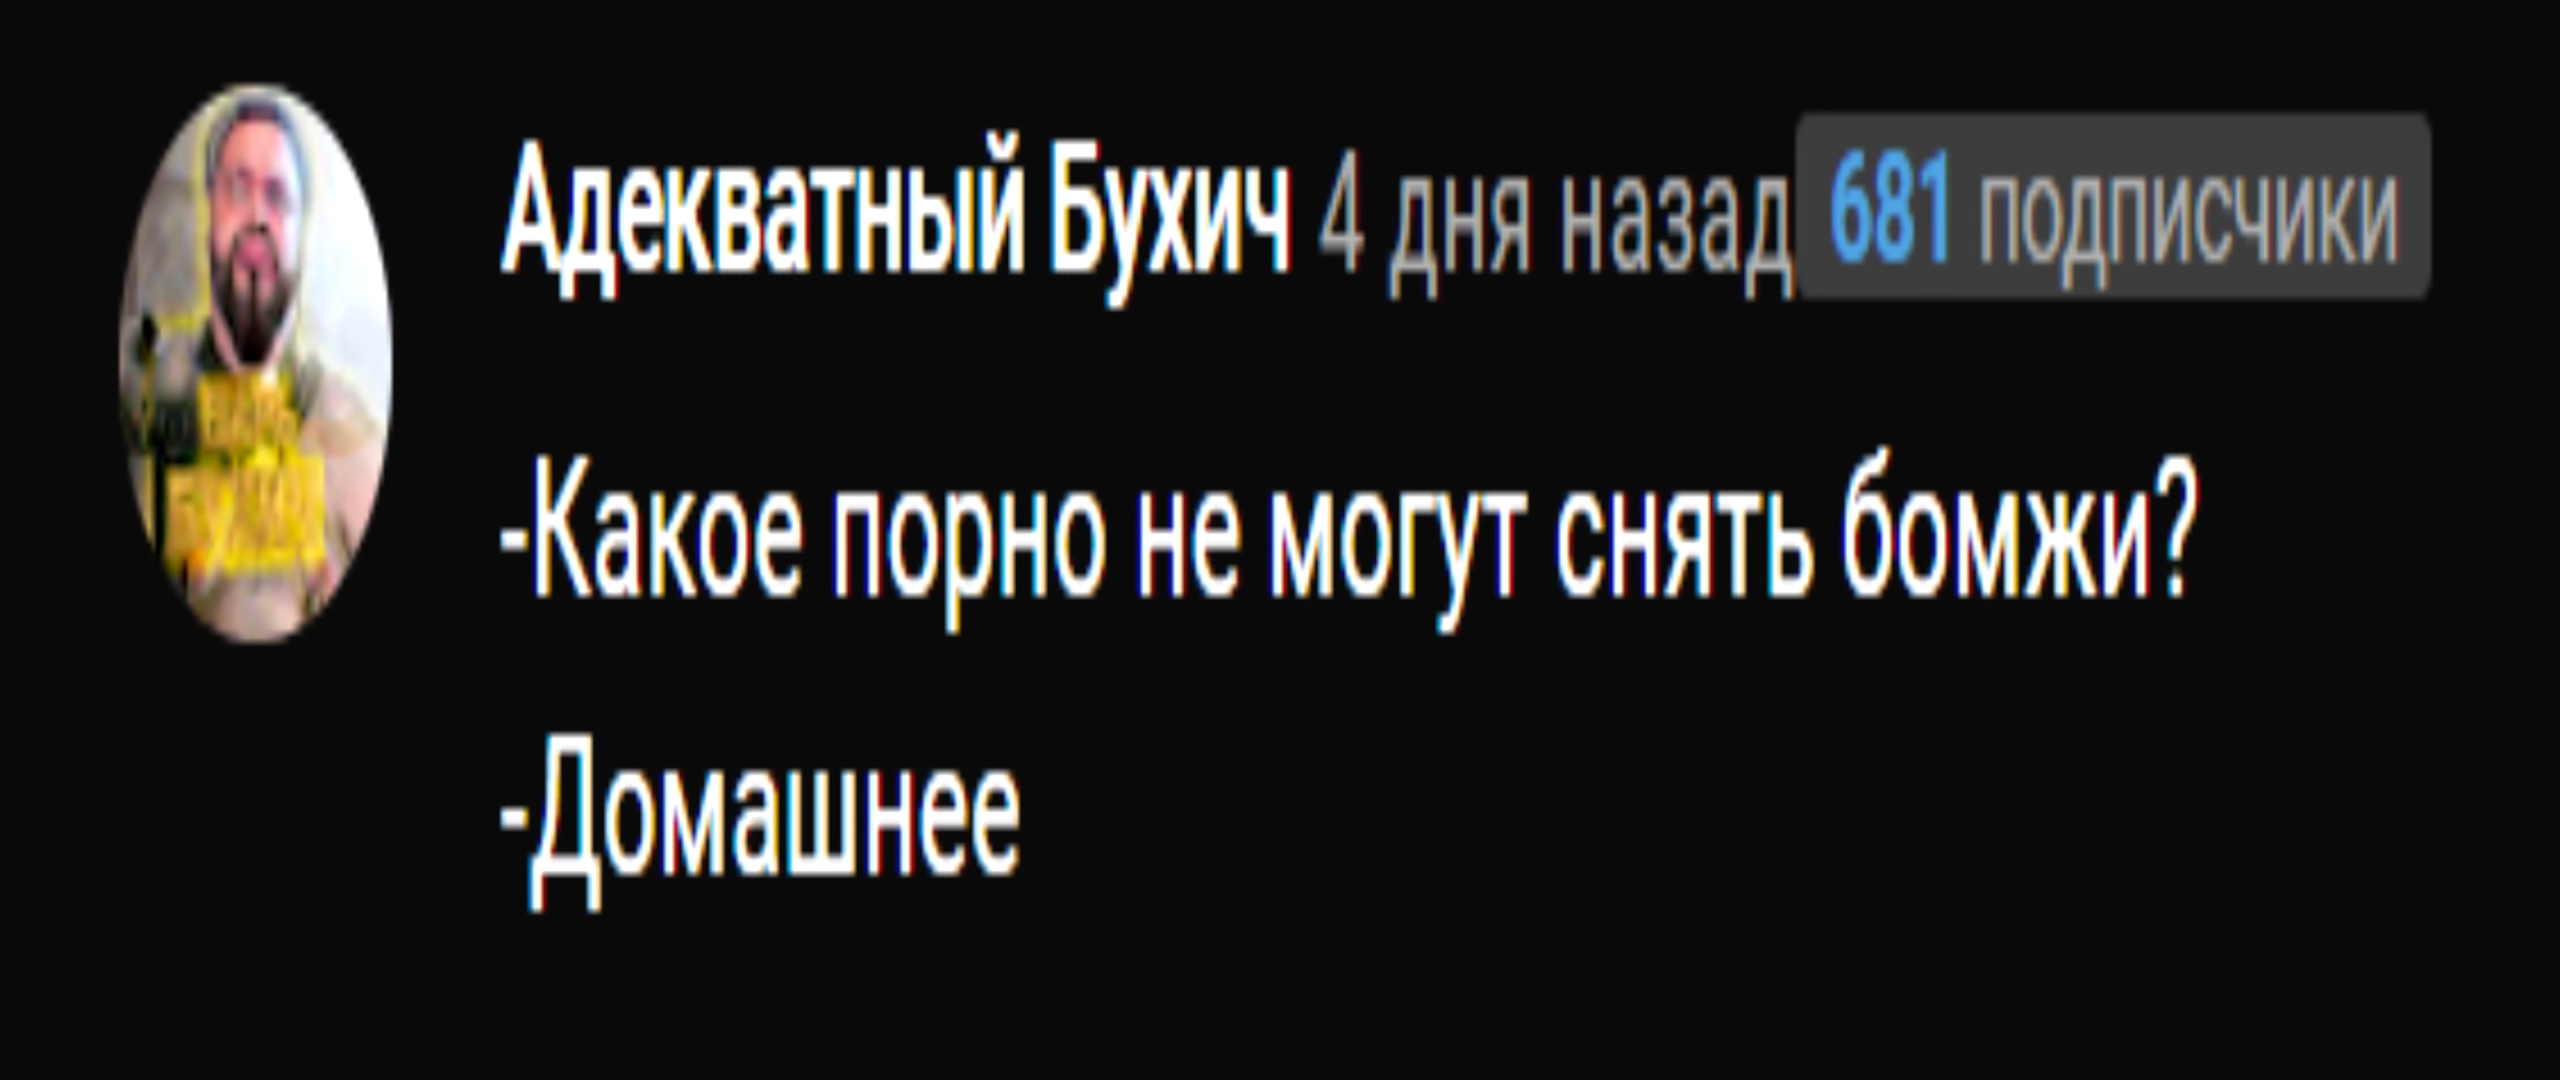 Адекватный Бухич 4 дня назад 681 подписчики
-Какое порно не могут снять бомжи?
-Домашнее